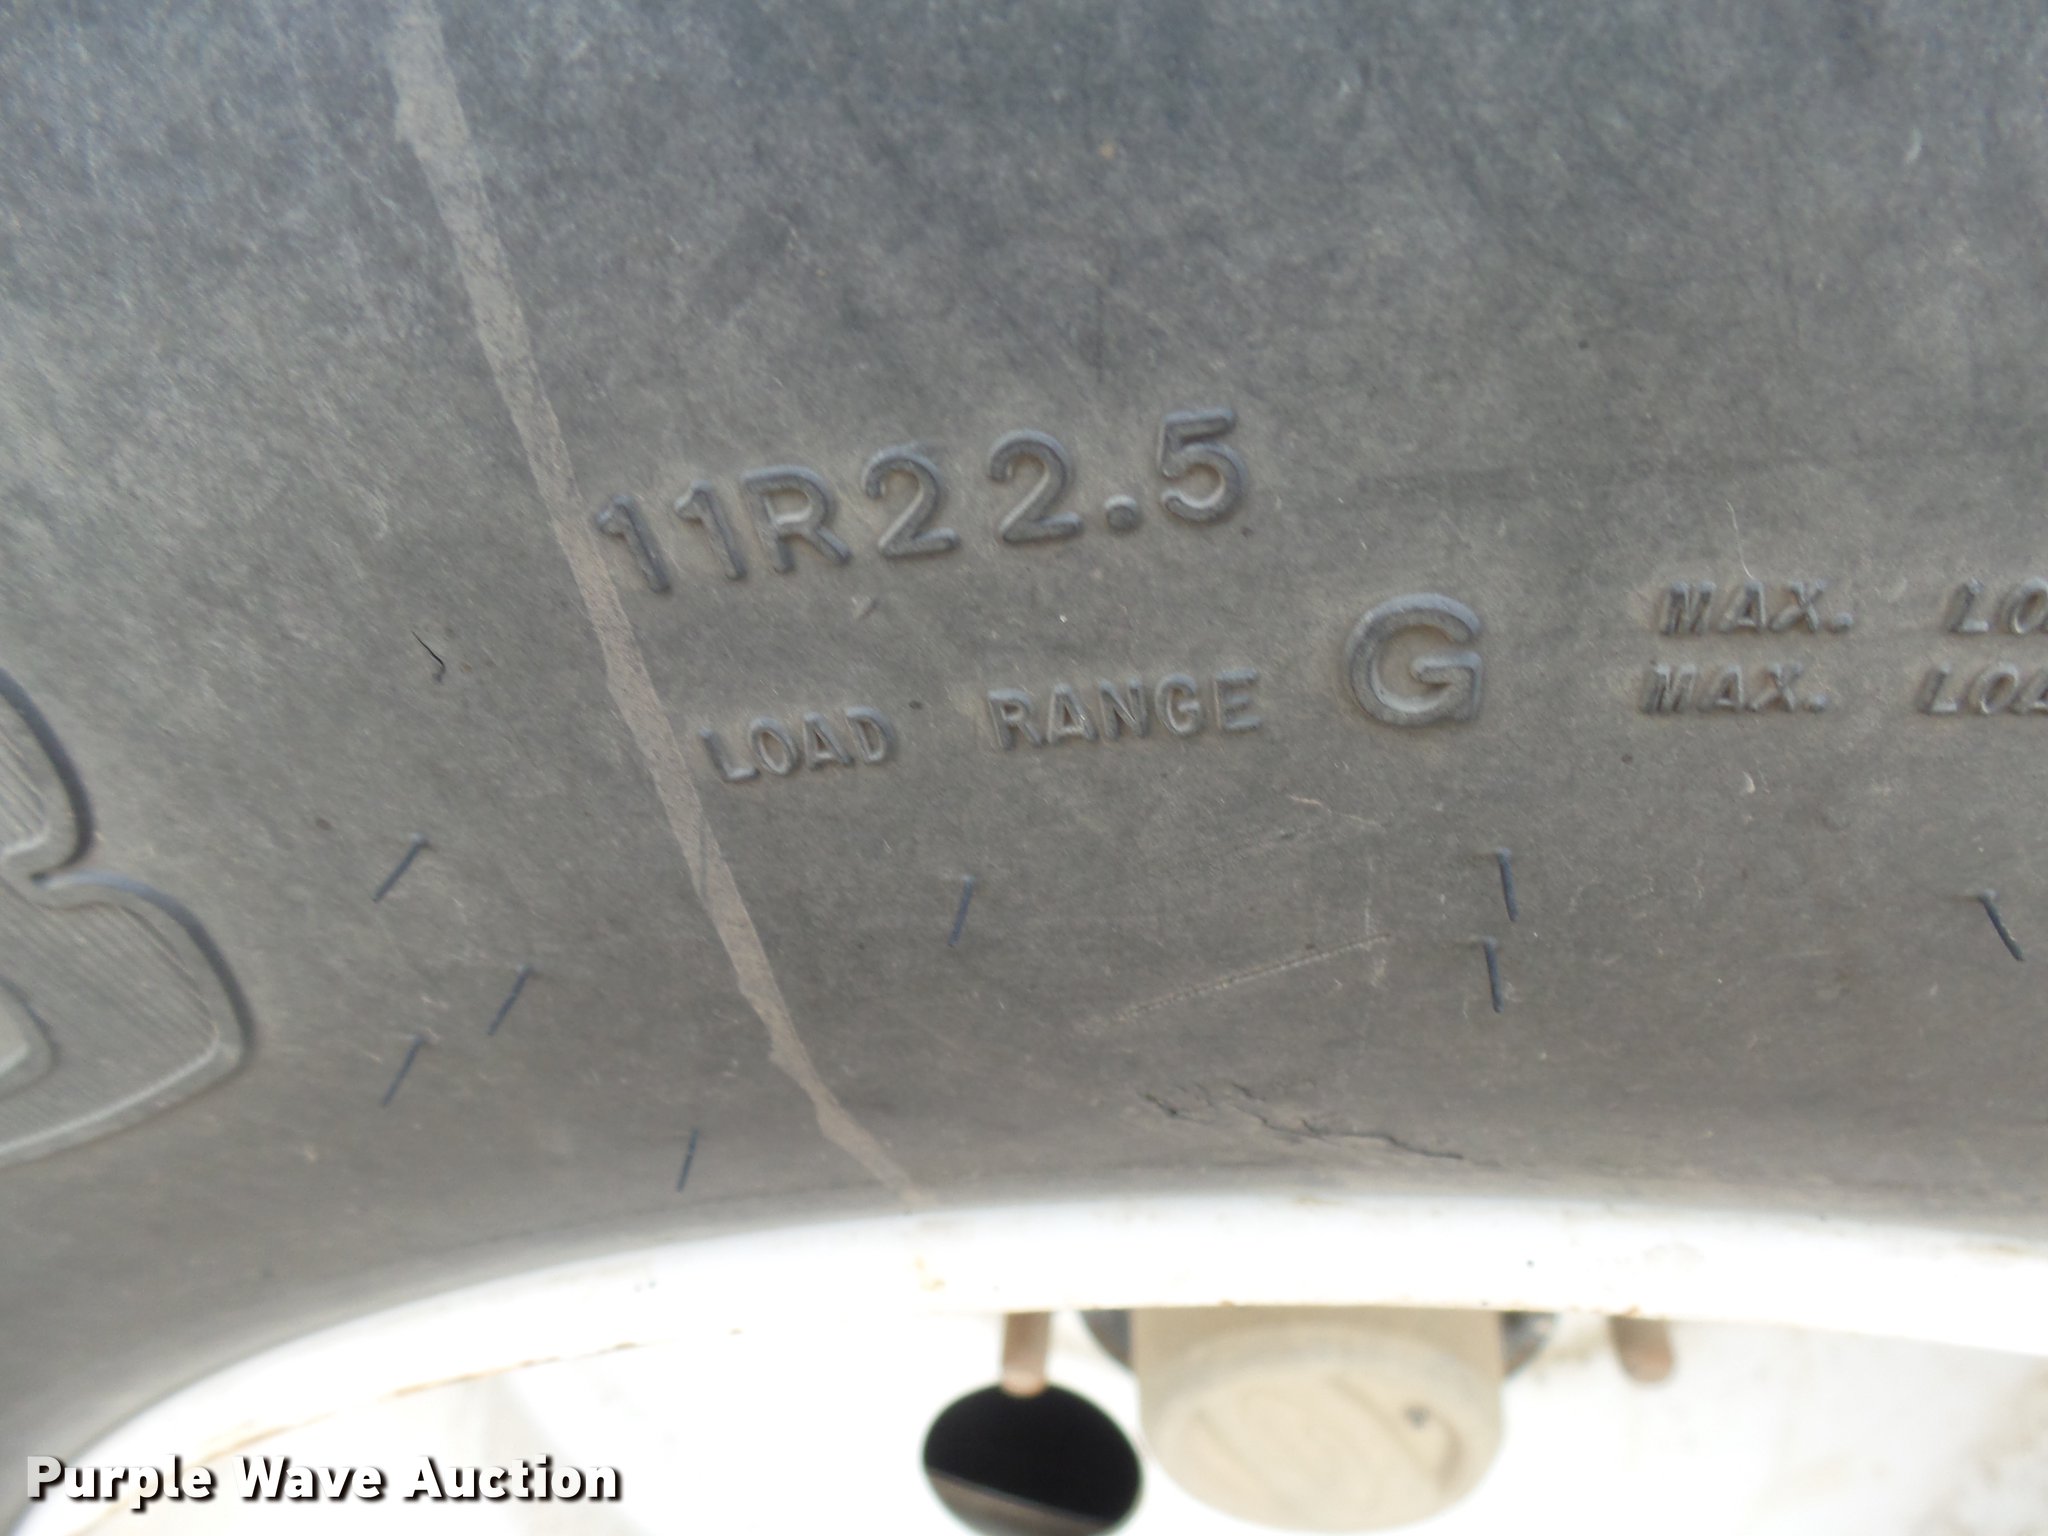 11R22.5
LOAD RANGE G
MAX.
MAX.
Purple Wave Auction